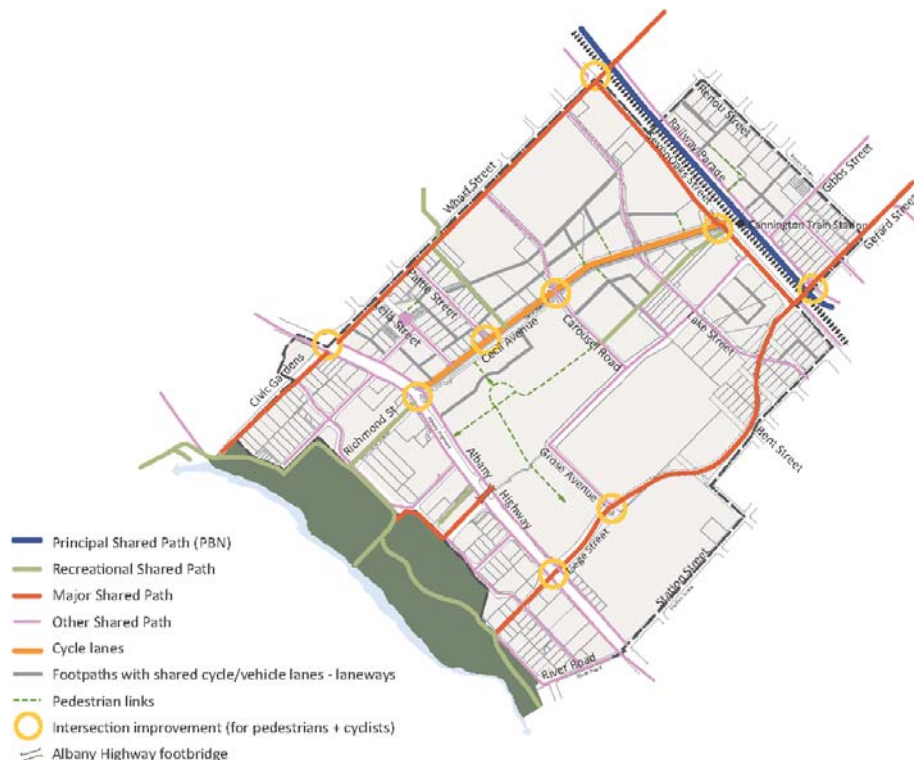 Renou Street
Railway Parade
Sevenoaks Street
Gibbs Street
Gerard Street
Cannington Train Station
Wharf Street
Pattie Street
Cecil Avenue
Carousel Road
Lake Street
Civic Gardens
Richmond St
Albany
Highway
Grose Avenue
Bent Street
Liege Street
Station Street
River Road
Principal Shared Path (PBN)
Recreational Shared Path
Major Shared Path
Other Shared Path
Cycle lanes
Footpaths with shared cycle/vehicle lanes - laneways
Pedestrian links
Intersection improvement (for pedestrians + cyclists)
Albany Highway footbridge